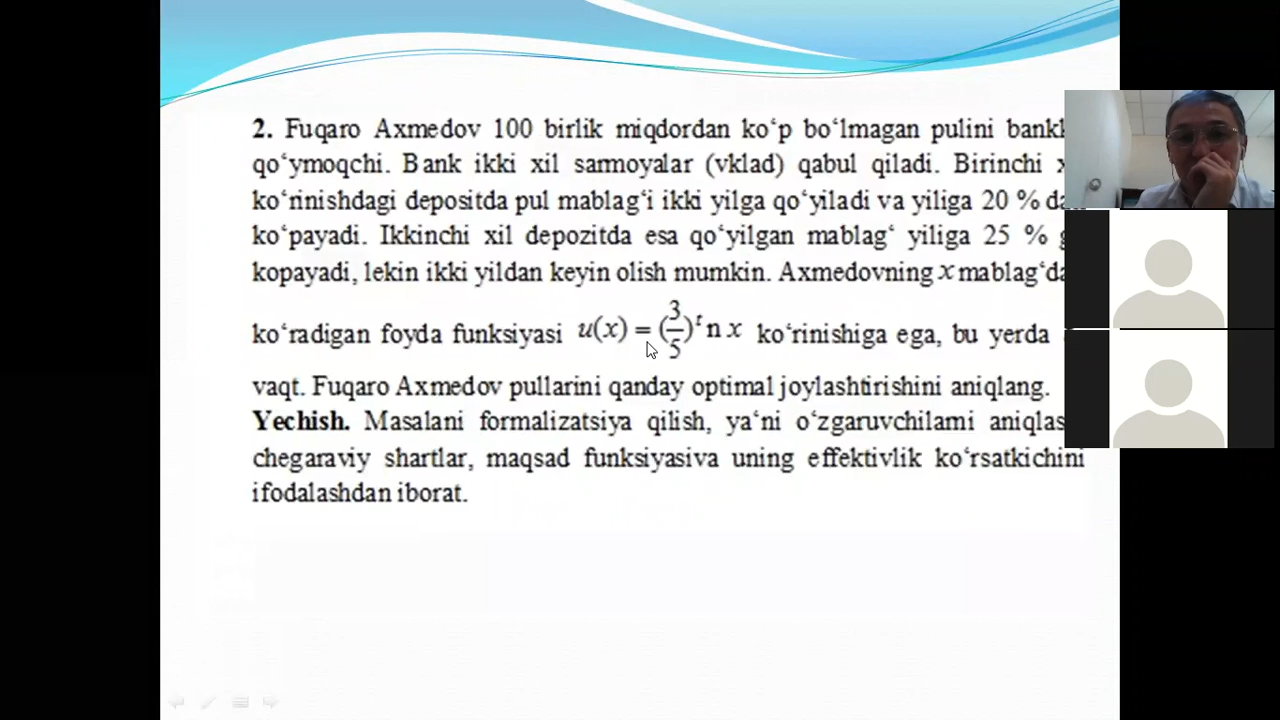 2. Fuqaro Axmedov 100 birlik miqdordan ko‘p bo‘lmagan pulini
qo‘ymoqchi. Bank ikki xil sarmoyalar (vklad) qabul qiladi. Birinchi
ko‘rinishdagi depositda pul mablag‘i ikki yilga qo‘yiladi va yiliga 20 %
ko‘payadi. Ikkinchi xil depozitda esa qo‘yilgan mablag‘ yiliga 25 %
kopayadi, lekin ikki yildan keyin olish mumkin. Axmedovning x
ko‘radigan foyda funksiyasi u(x) = (3/5)^t n x ko‘rinishiga ega, bu yerda
vaqt. Fuqaro Axmedov pullarini qanday optimal joylashtirishini aniqlang.
Yechish. Masalani formalizatsiya qilish, ya‘ni o‘zgaruvchilarni
chegaraviy shartlar, maqsad funksiyasiva uning effektivlik ko‘rsatkichini
ifodalashdan iborat.